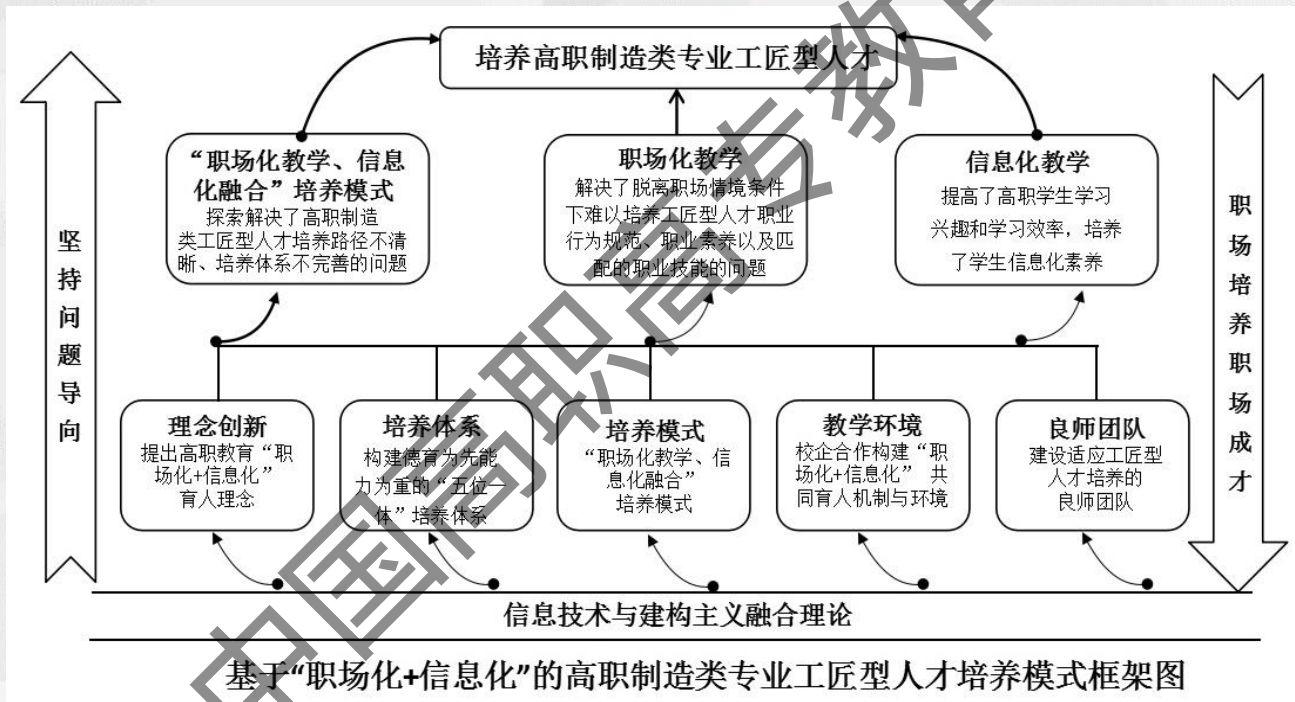 培养高职制造类专业工匠型人才
“职场化教学、信息
化融合”培养模式
探索解决了高职制造
类工匠型人才培养路径不清
晰、培养体系不完善的问题
职场化教学
解决了脱离职场情境条件
下难以培养工匠型人才职业
行为规范、职业素养以及匹
配的职业技能的问题
信息化教学
提高了高职学生学习
兴趣和学习效率，培养
了学生信息化素养
坚持问题导向
职场培养职场成才
理念创新
提出高职教育“职
场化+信息化”
育人理念
培养体系
构建德育为先能
力为重的“五位一
体”培养体系
培养模式
“职场化教学、信
息化融合”
培养模式
教学环境
校企合作构建“职
场化+信息化” 共
同育人机制与环境
良师团队
建设适应工匠型
人才培养的
良师团队
信息技术与建构主义融合理论
基于“职场化+信息化”的高职制造类专业工匠型人才培养模式框架图
中国高职高专教育